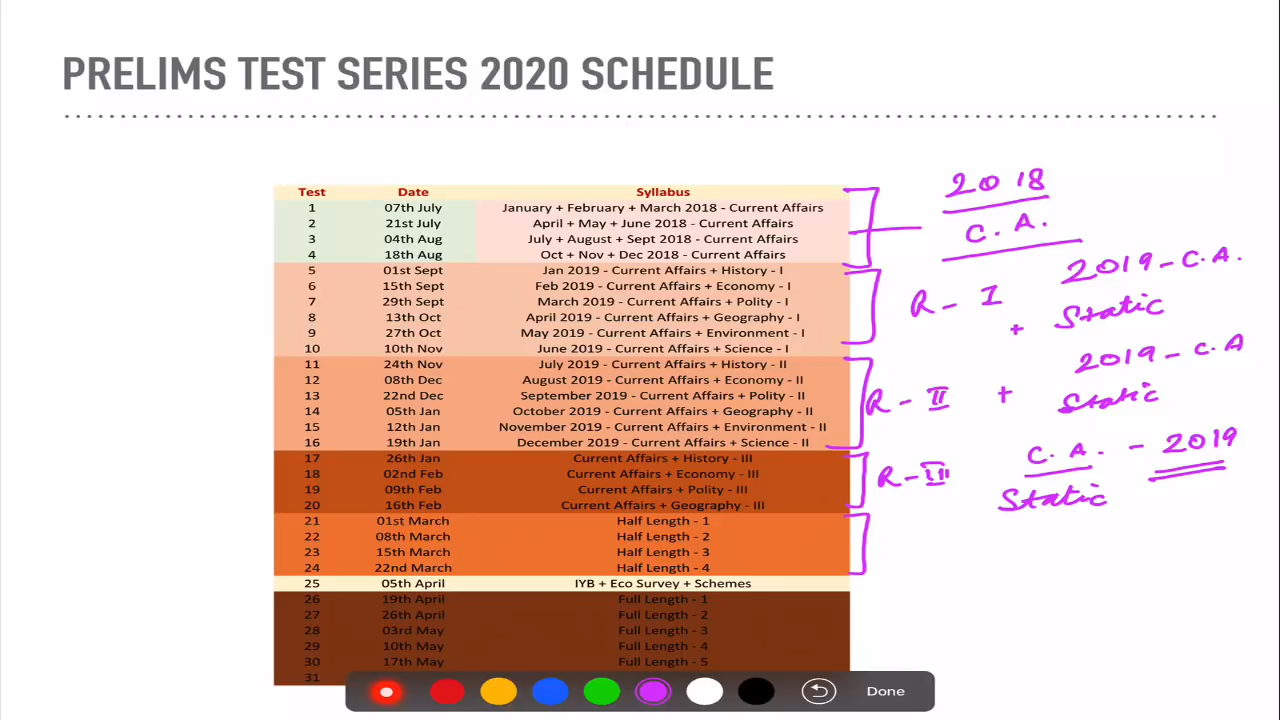 PRELIMS TEST SERIES 2020 SCHEDULE
Test Date Syllabus
1 07th July January + February + March 2018 - Current Affairs
2 21st July April + May + June 2018 - Current Affairs
3 04th Aug July + August + Sept 2018 - Current Affairs
4 18th Aug Oct + Nov + Dec 2018 - Current Affairs
5 01st Sept Jan 2019 - Current Affairs + History - I
6 15th Sept Feb 2019 - Current Affairs + Economy - I
7 29th Sept March 2019 - Current Affairs + Polity - I
8 13th Oct April 2019 - Current Affairs + Geography - I
9 27th Oct May 2019 - Current Affairs + Environment - I
10 10th Nov June 2019 - Current Affairs + Science - I
11 24th Nov July 2019 - Current Affairs + History - II
12 08th Dec August 2019 - Current Affairs + Economy - II
13 22nd Dec September 2019 - Current Affairs + Polity - II
14 05th Jan October 2019 - Current Affairs + Geography - II
15 12th Jan November 2019 - Current Affairs + Environment - II
16 19th Jan December 2019 - Current Affairs + Science - II
17 26th Jan Current Affairs + History - III
18 02nd Feb Current Affairs + Economy - III
19 09th Feb Current Affairs + Polity - III
20 16th Feb Current Affairs + Geography - III
21 01st March Half Length - 1
22 08th March Half Length - 2
23 15th March Half Length - 3
24 22nd March Half Length - 4
25 05th April IYB + Eco Survey + Schemes
26 19th April Full Length - 1
27 26th April Full Length - 2
28 03rd May Full Length - 3
29 10th May Full Length - 4
30 17th May Full Length - 5
31
2018
C. A.
2019 - C.A.
R - I + Static
2019 - C.A
R - II + Static
C. A. - 2019
R - III
Static
Done